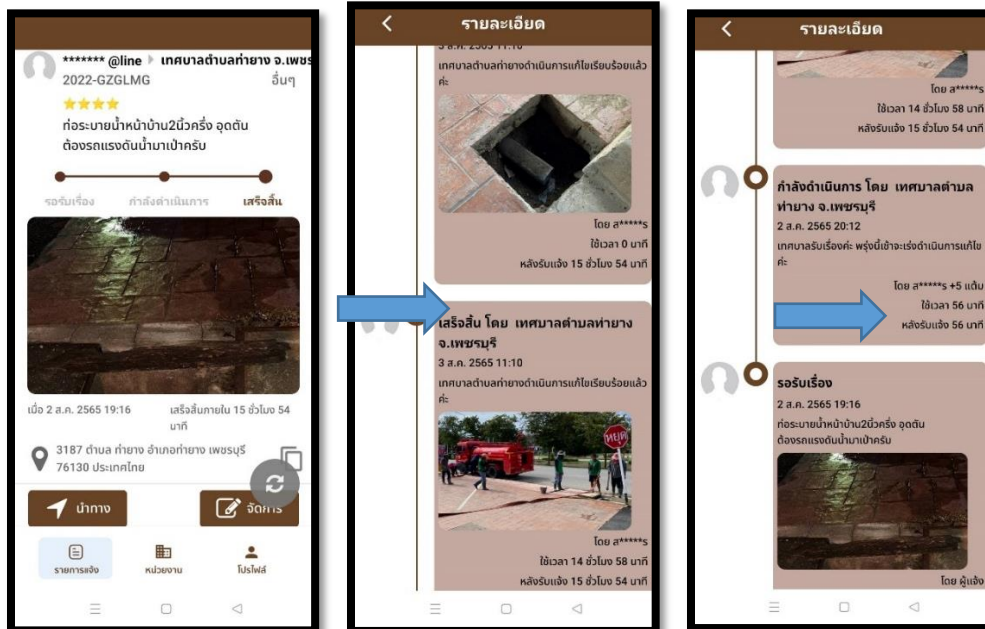 ******* @line ▸ เทศบาลตำบลท่ายาง จ.เพชร
2022-GZGLMG อื่นๆ
ท่อระบายน้ำหน้าบ้าน2นิ้วครึ่ง อุดตัน
ต้องรถแรงดันน้ำมาเป่าครับ
รอรับเรื่อง กำลังดำเนินการ เสร็จสิ้น
เมื่อ 2 ส.ค. 2565 19:16 เสร็จสิ้นภายใน 15 ชั่วโมง 54
นาที
3187 ตำบล ท่ายาง อำเภอท่ายาง เพชรบุรี
76130 ประเทศไทย
นำทาง จัดการ
รายการแจ้ง หน่วยงาน โปรไฟล์
รายละเอียด
3 ส.ค. 2565 11:10
เทศบาลตำบลท่ายางดำเนินการแก้ไขเรียบร้อยแล้ว
ค่ะ
โดย ส*****s
ใช้เวลา 0 นาที
หลังรับแจ้ง 15 ชั่วโมง 54 นาที
เสร็จสิ้น โดย เทศบาลตำบลท่ายาง
จ.เพชรบุรี
3 ส.ค. 2565 11:10
เทศบาลตำบลท่ายางดำเนินการแก้ไขเรียบร้อยแล้ว
ค่ะ
หยุด
โดย ส*****s
ใช้เวลา 14 ชั่วโมง 58 นาที
หลังรับแจ้ง 15 ชั่วโมง 54 นาที
รายละเอียด
โดย ส*****s
ใช้เวลา 14 ชั่วโมง 58 นาที
หลังรับแจ้ง 15 ชั่วโมง 54 นาที
กำลังดำเนินการ โดย เทศบาลตำบล
ท่ายาง จ.เพชรบุรี
2 ส.ค. 2565 20:12
เทศบาลรับเรื่องค่ะ พรุ่งนี้เช้าจะเร่งดำเนินการแก้ไข
ค่ะ
โดย ส*****s +5 แต้ม
ใช้เวลา 56 นาที
หลังรับแจ้ง 56 นาที
รอรับเรื่อง
2 ส.ค. 2565 19:16
ท่อระบายน้ำหน้าบ้าน2นิ้วครึ่ง อุดตัน
ต้องรถแรงดันน้ำมาเป่าครับ
โดย ผู้แจ้ง